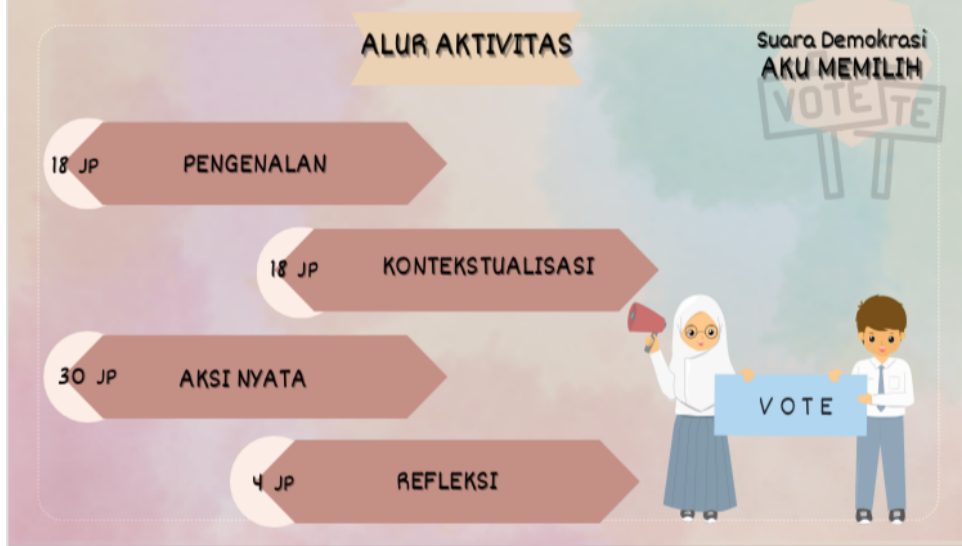 ALUR AKTIVITAS
Suara Demokrasi
AKU MEMILIH
VOTE TE
18 JP PENGENALAN
18 JP KONTEKSTUALISASI
30 JP AKSI NYATA
VOTE
4 JP REFLEKSI